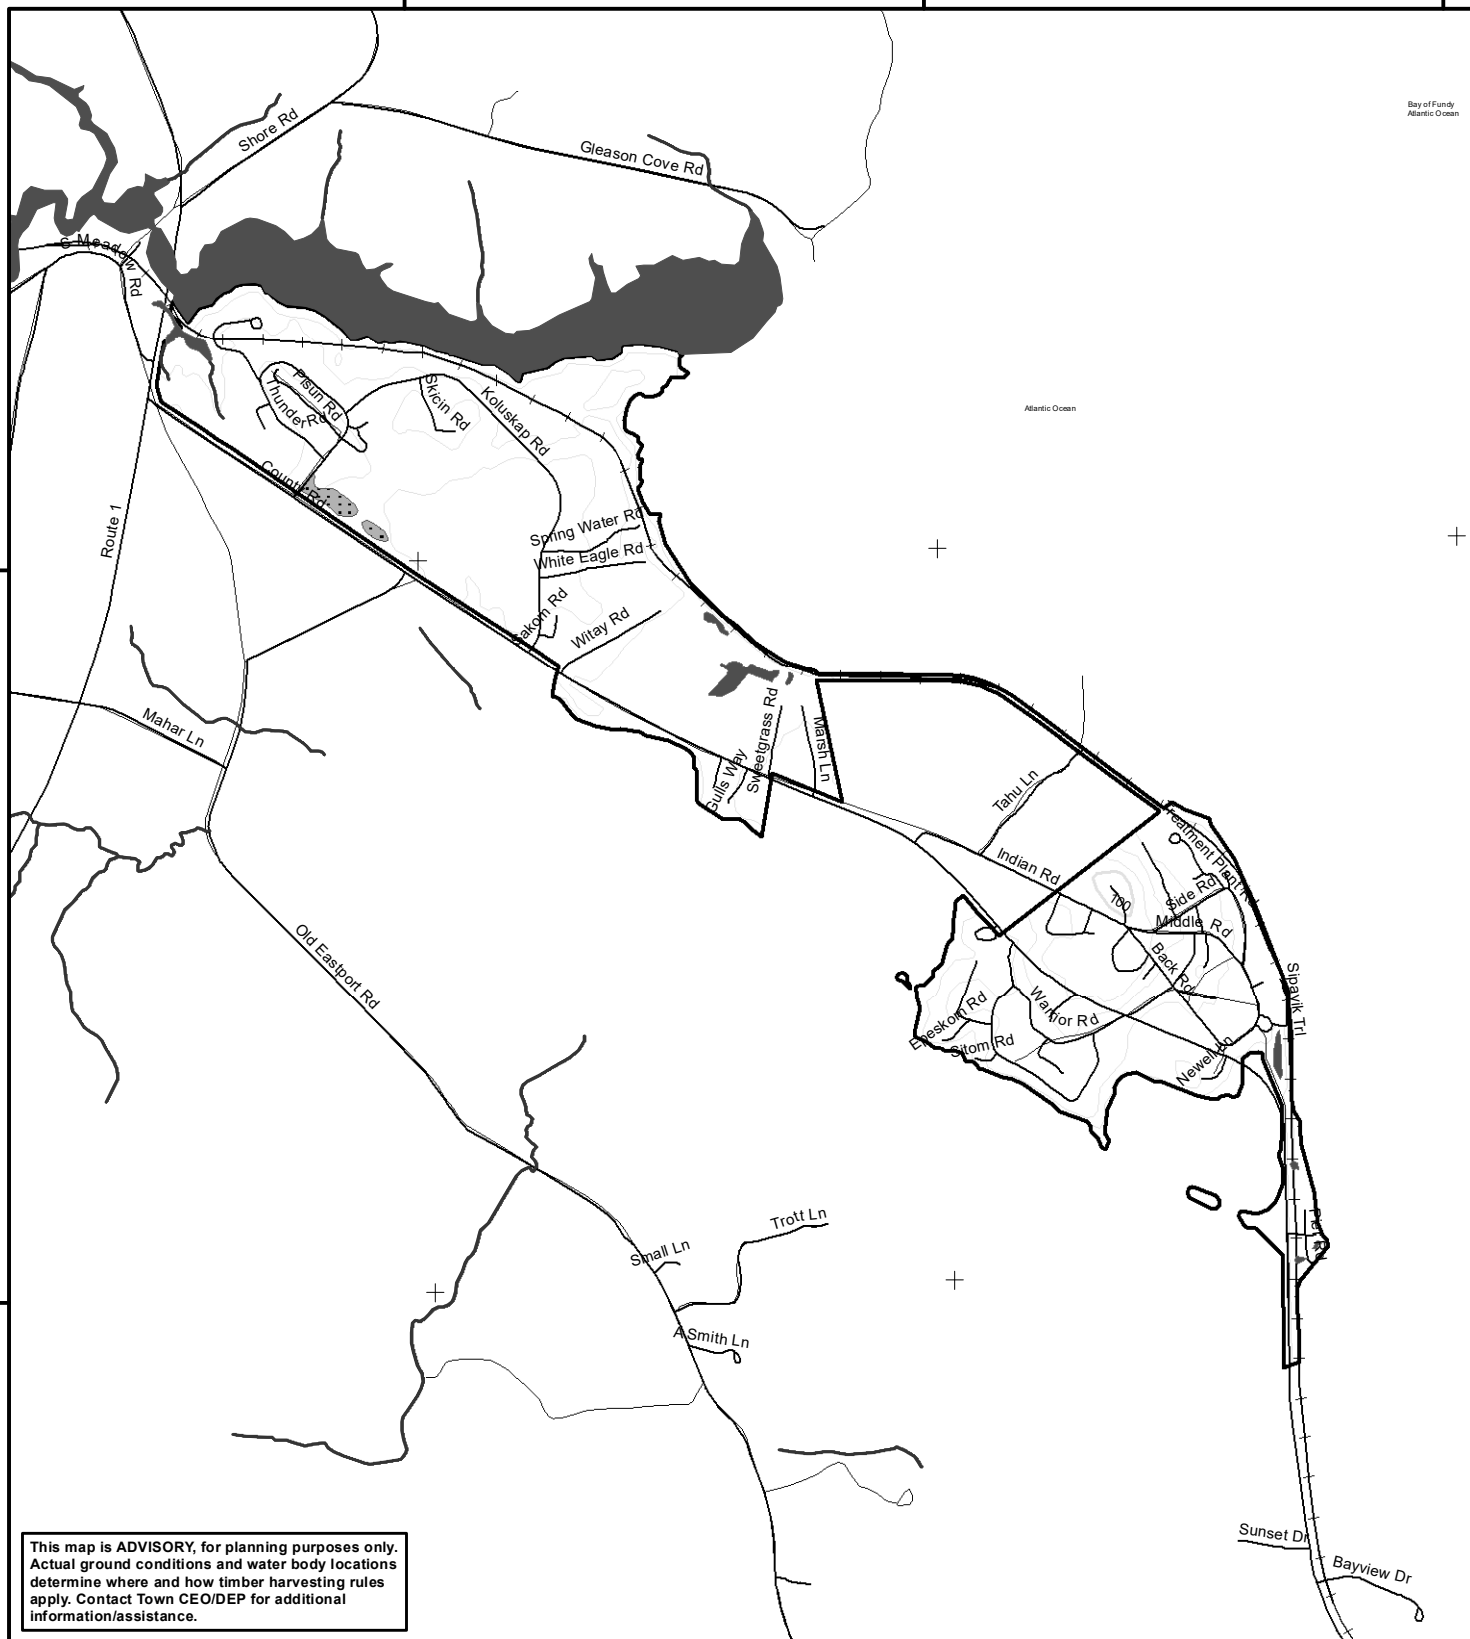 Bay of Fundy
Atlantic Ocean
Shore Rd
Gleason Cove Rd
S Meadow Rd
Atlantic Ocean
Pisun Rd
Thunder Rd
Skicin Rd
Koluskap Rd
County Rd
Route 1
Spring Water Rd
White Eagle Rd
Sakom Rd
Witay Rd
Mahar Ln
Sweetgrass Rd
Marsh Ln
Gulls Way
Tahu Ln
Treatment Plant Rd
Indian Rd
100
Side Rd
Middle Rd
Back Rd
Old Eastport Rd
Sipayik Trl
Warrior Rd
Epeskom Rd
Sitom Rd
Newell Ln
Trott Ln
Small Ln
A Smith Ln
Sunset Dr
Bayview Dr
This map is ADVISORY, for planning purposes only.
Actual ground conditions and water body locations
determine where and how timber harvesting rules
apply. Contact Town CEO/DEP for additional
information/assistance.